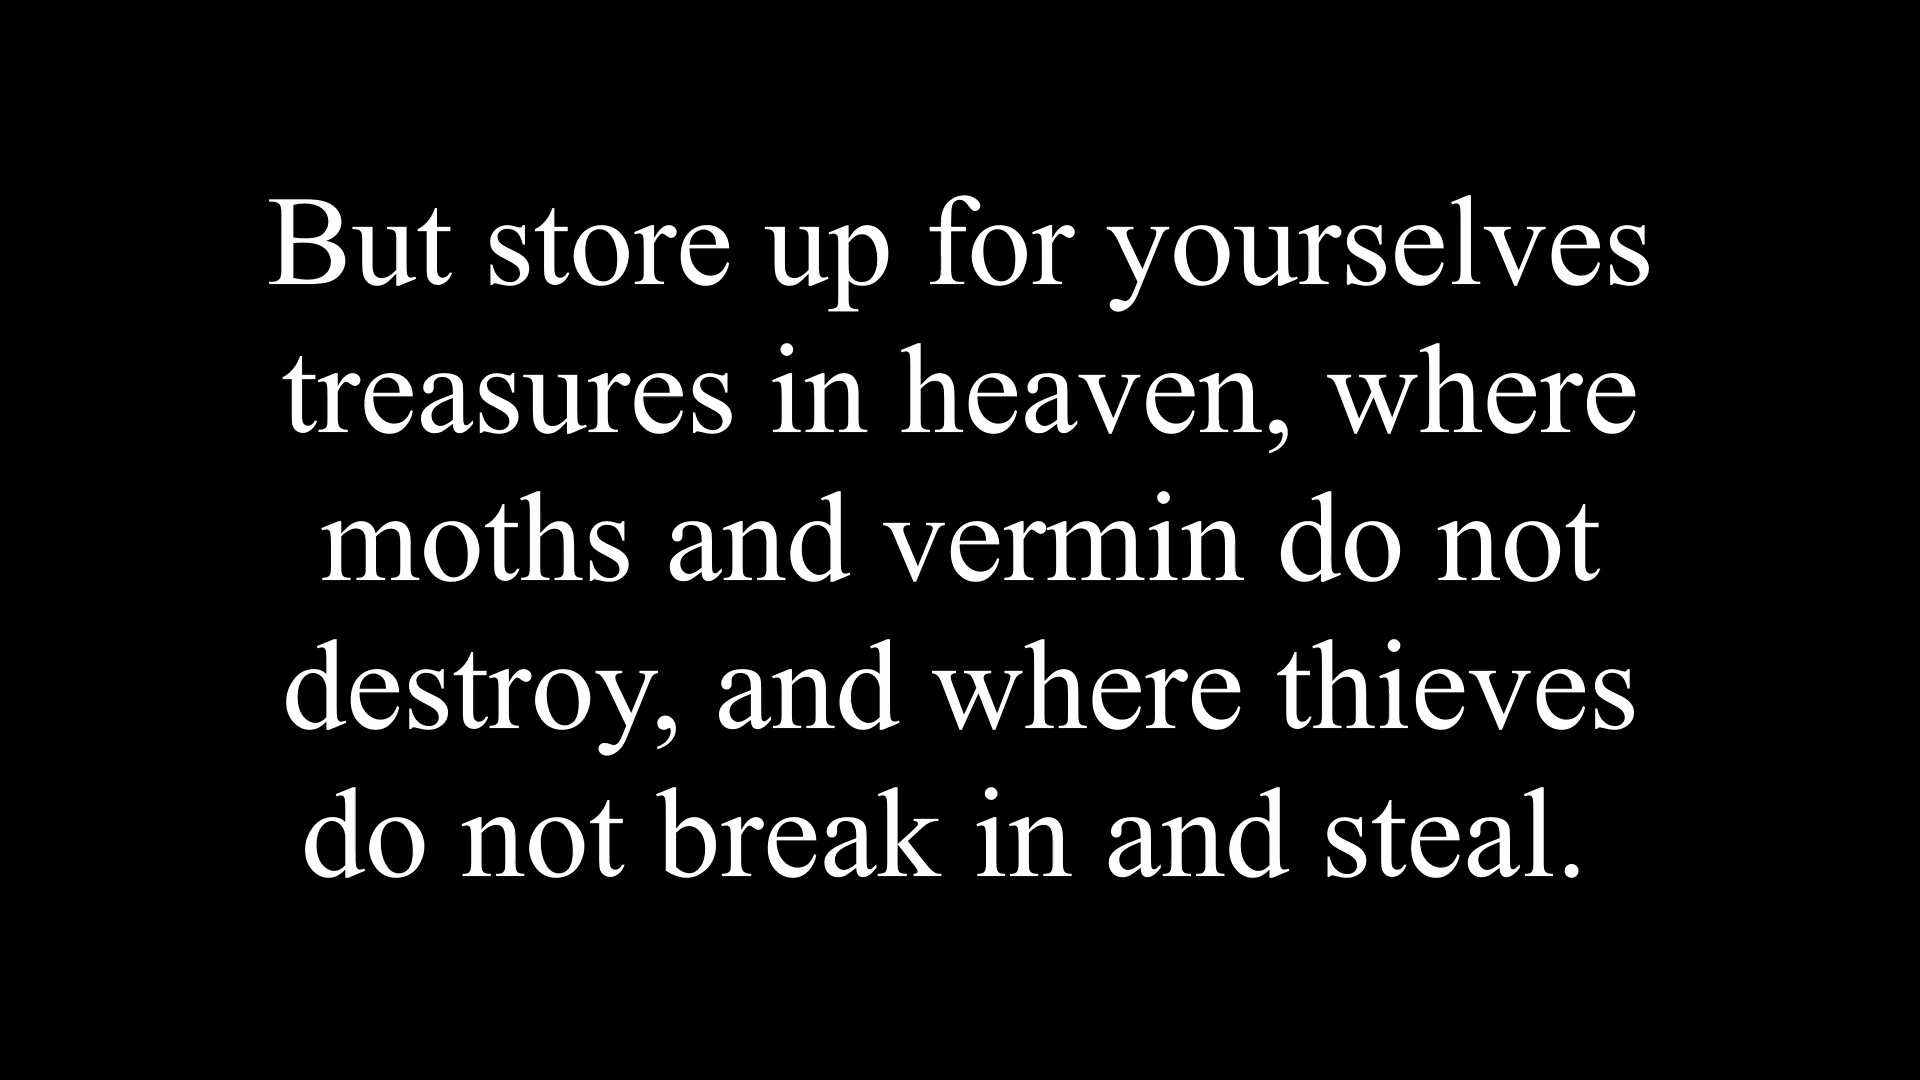 But store up for yourselves
treasures in heaven, where
moths and vermin do not
destroy, and where thieves
do not break in and steal.